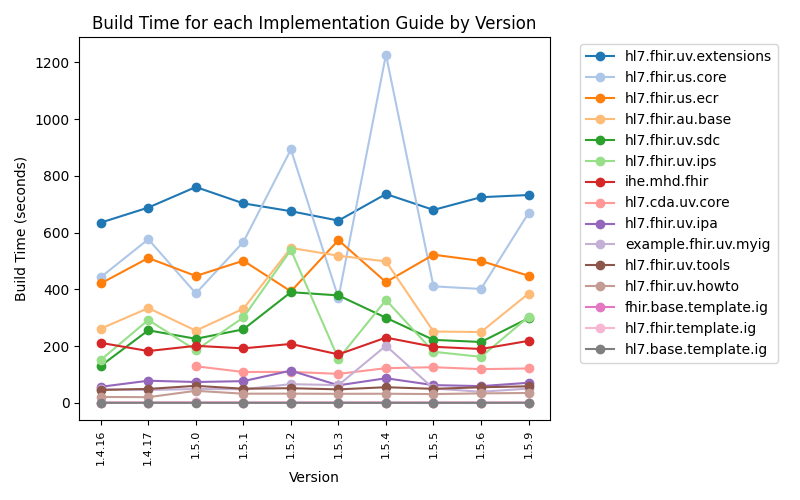 Build Time for each Implementation Guide by Version
Build Time (seconds)
1200
1000
800
600
400
200
0
1.4.16
1.4.17
1.5.0
1.5.1
1.5.2
1.5.3
1.5.4
1.5.5
1.5.6
1.5.9
Version
hl7.fhir.uv.extensions
hl7.fhir.us.core
hl7.fhir.us.ecr
hl7.fhir.au.base
hl7.fhir.uv.sdc
hl7.fhir.uv.ips
ihe.mhd.fhir
hl7.cda.uv.core
hl7.fhir.uv.ipa
example.fhir.uv.myig
hl7.fhir.uv.tools
hl7.fhir.uv.howto
fhir.base.template.ig
hl7.fhir.template.ig
hl7.base.template.ig